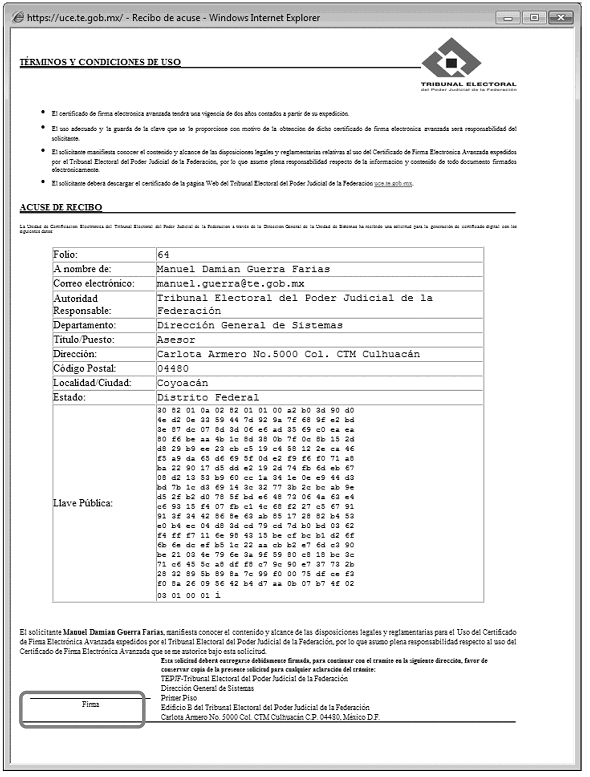 https://uce.te.gob.mx/ - Recibo de acuse - Windows Internet Explorer
TÉRMINOS Y CONDICIONES DE USO
TRIBUNAL ELECTORAL
del Poder Judicial de la Federación
• El certificado de firma electrónica avanzada tendrá una vigencia de dos años contados a partir de su expedición.
• El uso adecuado y la guarda de la clave que se le proporcione con motivo de la obtención de dicho certificado de firma electrónica avanzada será responsabilidad del
solicitante.
• El solicitante manifiesta conocer el contenido y alcance de las disposiciones legales y reglamentarias relativas al uso del Certificado de Firma Electrónica Avanzada expedidos
por el Tribunal Electoral del Poder Judicial de la Federación, por lo que asume plena responsabilidad respecto de la información y contenido de todo documento firmados
electrónicamente.
• El solicitante deberá descargar el certificado de la página Web del Tribunal Electoral del Poder Judicial de la Federación uce.te.gob.mx.
ACUSE DE RECIBO
La Unidad de Certificación Electrónica del Tribunal Electoral del Poder Judicial de la Federación a través de la Dirección General de la Unidad de Sistemas ha recibido una solicitud para la generación de certificado digital con los
siguientes datos
Folio: 64
A nombre de: Manuel Damian Guerra Farias
Correo electrónico: manuel.guerra@te.gob.mx
Autoridad Tribunal Electoral del Poder Judicial de la
Responsable: Federación
Departamento: Dirección General de Sistemas
Título/Puesto: Asesor
Dirección: Carlota Armero No.5000 Col. CTM Culhuacán
Código Postal: 04480
Localidad/Ciudad: Coyoacán
Estado: Distrito Federal
30 82 01 0a 02 82 01 01 00 a2 b0 3d 90 d0
4e d2 0e 33 59 44 7d 92 9a 7f 68 9f e2 bd
3e 87 dc 07 8d 3d 06 e6 ad 35 69 c0 ea ea
80 f6 be aa 4b 1c 8d 38 0b 7f 0c 8b 15 2d
d8 29 b9 ee 23 cb c5 19 c4 58 12 2e ca 46
f5 a9 da 65 d6 69 5f 0d e2 f9 f6 f0 71 a8
ba 22 90 17 d5 dd e2 19 2d 74 fb 6d eb 67
08 d2 13 53 b9 60 cc 1a 34 1e 0e e9 44 d3
bd 7b 1c d3 69 14 3c 32 77 3b 2c bc ab 9e
d5 2f b2 d0 78 5f bd e6 48 73 06 4a 63 e4
c6 93 15 f4 07 fb c1 4c 68 f2 27 c5 67 91
91 3f 34 42 86 8e 63 ab 85 17 28 82 b4 53
Llave Pública: e0 b4 ec 04 d8 3d cd 79 cd 7d b0 bd 03 62
f4 ff f7 11 6e 98 43 15 be cf bc b1 d2 6f
6b 6e dc ef b5 1c 22 aa cb b2 e7 6d c3 90
be 21 03 4e 79 6e 3a 9f 59 80 c8 18 bc 3c
71 c6 45 5c a8 df f8 c7 9c 90 e7 37 73 2b
28 32 89 5b 89 8a 7c 99 f0 00 75 df ce f3
f0 8a 26 09 56 42 b4 d7 aa 0b 07 b7 4f 02
03 01 00 01 i
El solicitante Manuel Damian Guerra Farias, manifiesta conocer el contenido y alcance de las disposiciones legales y reglamentarias para el Uso del Certificado
de Firma Electrónica Avanzada expedidos por el Tribunal Electoral del Poder Judicial de la Federación, por lo que asumo plena responsabilidad respecto al uso del
Certificado de Firma Electrónica Avanzada que se me autorice bajo esta solicitud.
Esta solicitud deberá entregarse debidamente firmada, para continuar con el tramite en la siguiente dirección, favor de
conservar copia de la presente solicitud para cualquier aclaración del trámite:
TEPJF-Tribunal Electoral del Poder Judicial de la Federación
Dirección General de Sistemas
Primer Piso
Firma
Edificio B del Tribunal Electoral del Poder Judicial de la Federación
Carlota Armero No. 5000 Col. CTM Culhuacán C.P. 04480, México D.F.